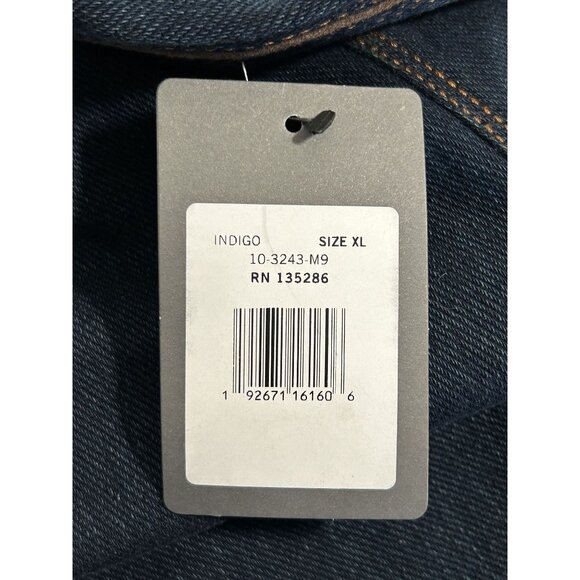 INDIGO SIZE XL
10-3243-M9
RN 135286
1 92671 16160 6